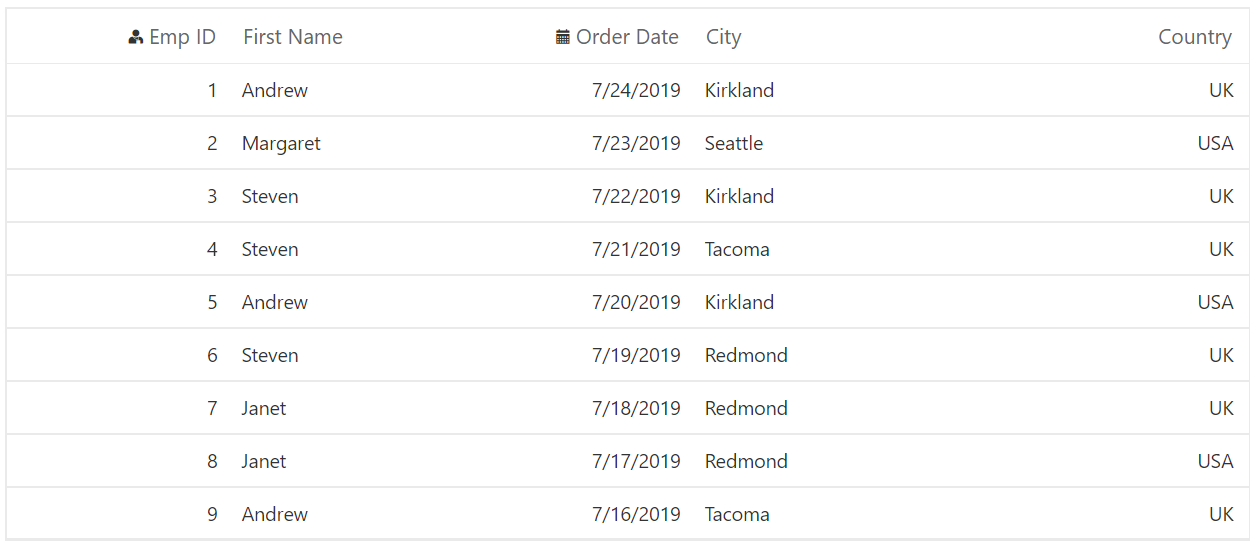 Emp ID First Name Order Date City Country
1 Andrew 7/24/2019 Kirkland UK
2 Margaret 7/23/2019 Seattle USA
3 Steven 7/22/2019 Kirkland UK
4 Steven 7/21/2019 Tacoma UK
5 Andrew 7/20/2019 Kirkland USA
6 Steven 7/19/2019 Redmond UK
7 Janet 7/18/2019 Redmond UK
8 Janet 7/17/2019 Redmond USA
9 Andrew 7/16/2019 Tacoma UK